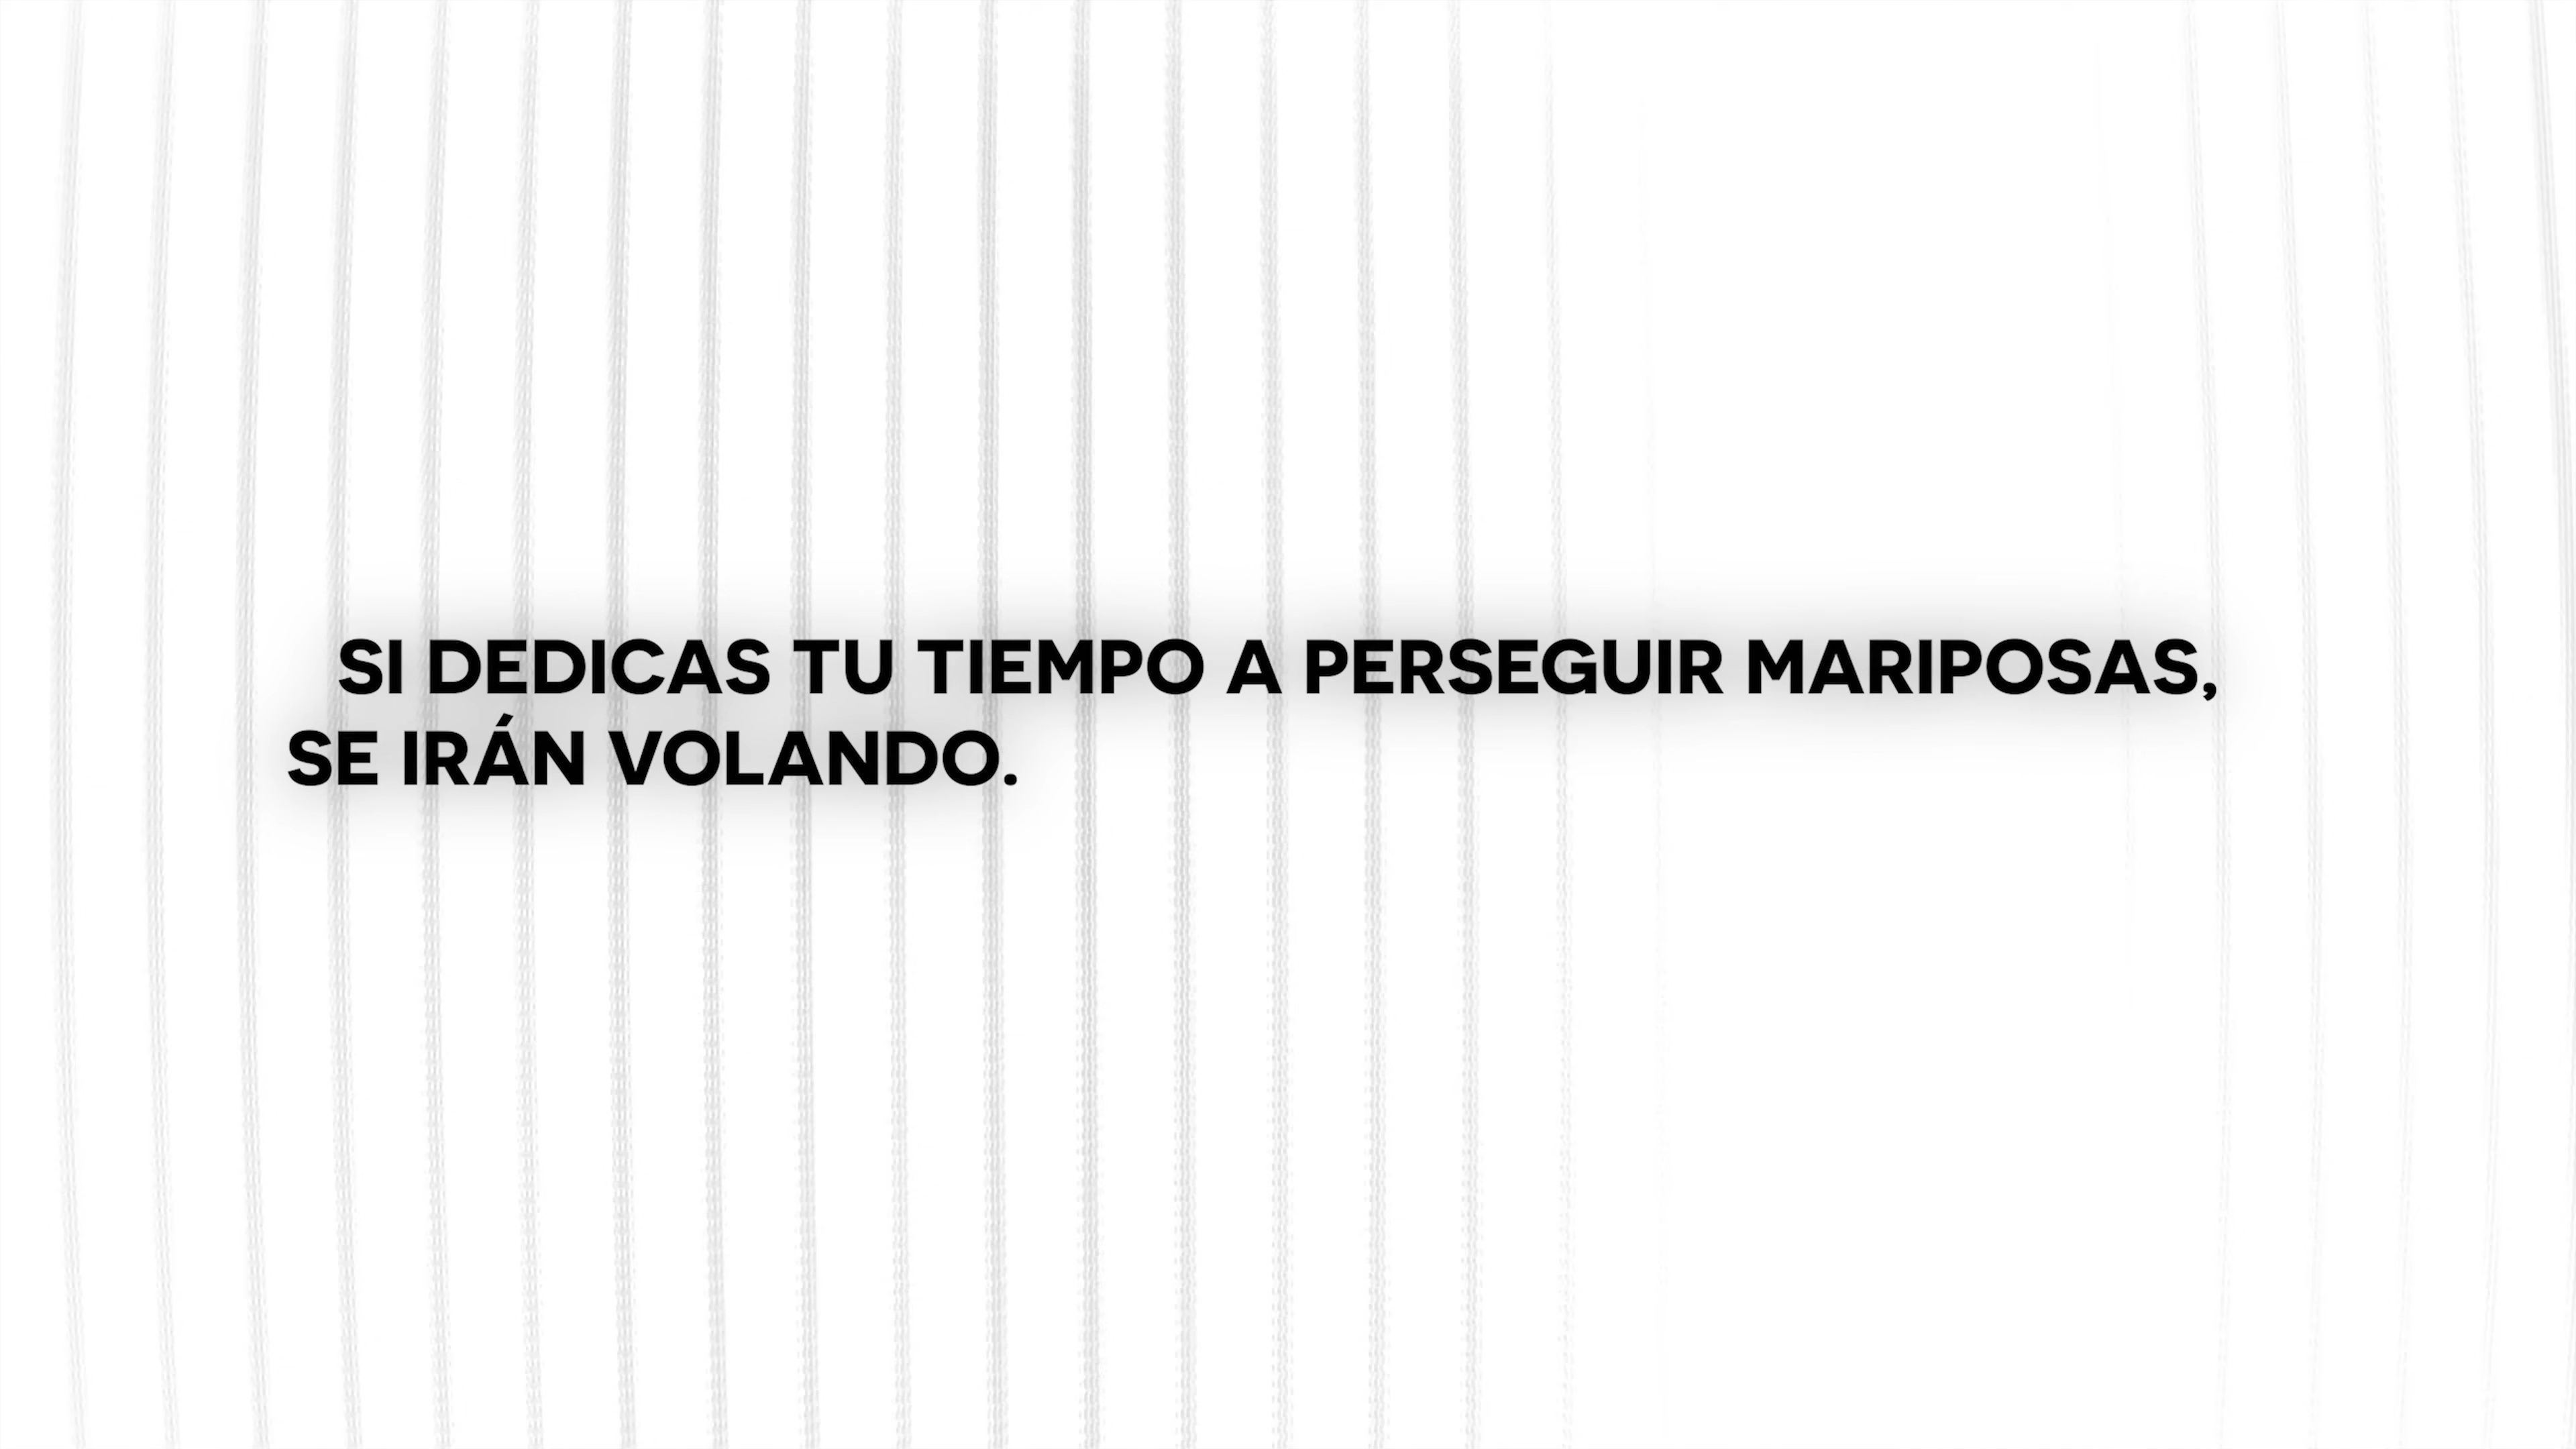 SI DEDICAS TU TIEMPO A PERSEGUIR MARIPOSAS,
SE IRÁN VOLANDO.